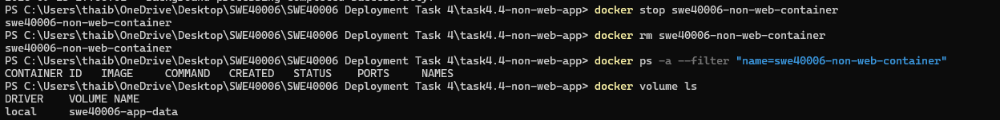 PS C:\Users\thaib\OneDrive\Desktop\SWE40006\SWE40006 Deployment Task 4\task4.4-non-web-app> docker stop swe40006-non-web-container
swe40006-non-web-container
PS C:\Users\thaib\OneDrive\Desktop\SWE40006\SWE40006 Deployment Task 4\task4.4-non-web-app> docker rm swe40006-non-web-container
swe40006-non-web-container
PS C:\Users\thaib\OneDrive\Desktop\SWE40006\SWE40006 Deployment Task 4\task4.4-non-web-app> docker ps -a --filter "name=swe40006-non-web-container"
CONTAINER ID   IMAGE     COMMAND   CREATED   STATUS    PORTS     NAMES
PS C:\Users\thaib\OneDrive\Desktop\SWE40006\SWE40006 Deployment Task 4\task4.4-non-web-app> docker volume ls
DRIVER    VOLUME NAME
local     swe40006-app-data